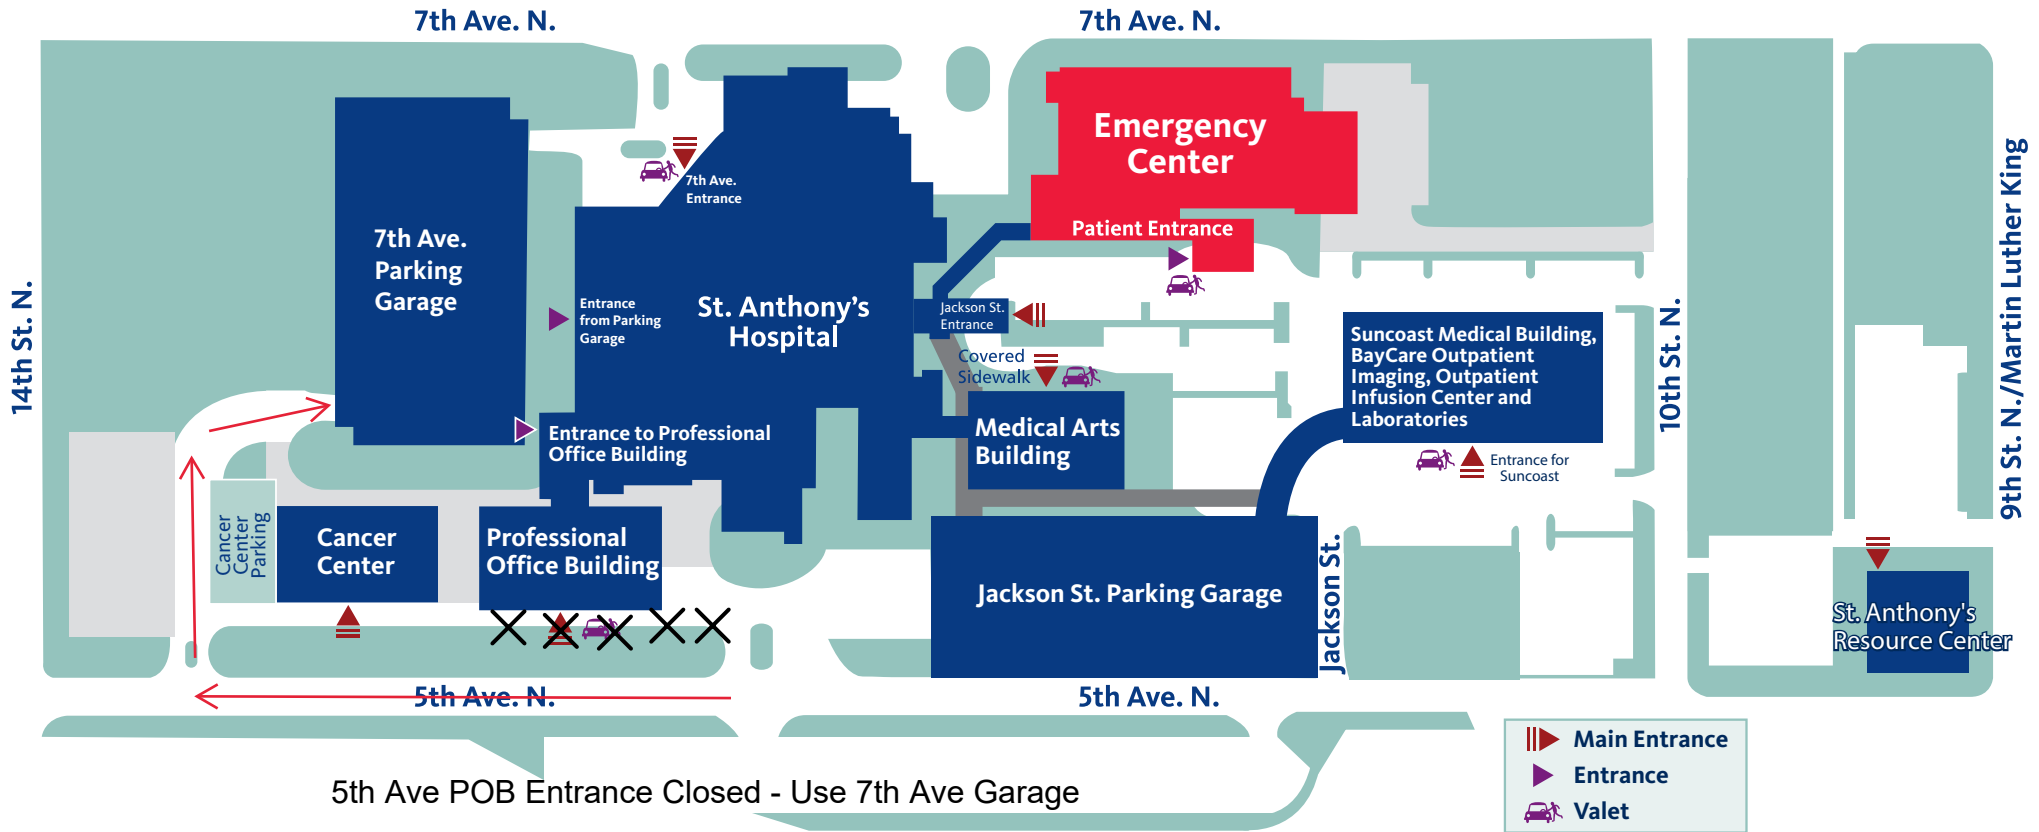 7th Ave. N.
7th Ave. N.
Emergency
Center
Patient Entrance
7th Ave.
Entrance
7th Ave.
Parking
Garage
Entrance
from Parking
Garage
St. Anthony’s
Hospital
Jackson St.
Entrance
Covered
Sidewalk
Suncoast Medical Building,
BayCare Outpatient
Imaging, Outpatient
Infusion Center and
Laboratories
Entrance for
Suncoast
14th St. N.
10th St. N.
9th St. N./Martin Luther King
Entrance to Professional
Office Building
Medical Arts
Building
Cancer
Center
Parking
Cancer
Center
Professional
Office Building
Jackson St. Parking Garage
Jackson St.
St. Anthony's
Resource Center
5th Ave. N.
5th Ave. N.
5th Ave POB Entrance Closed - Use 7th Ave Garage
Main Entrance
Entrance
Valet